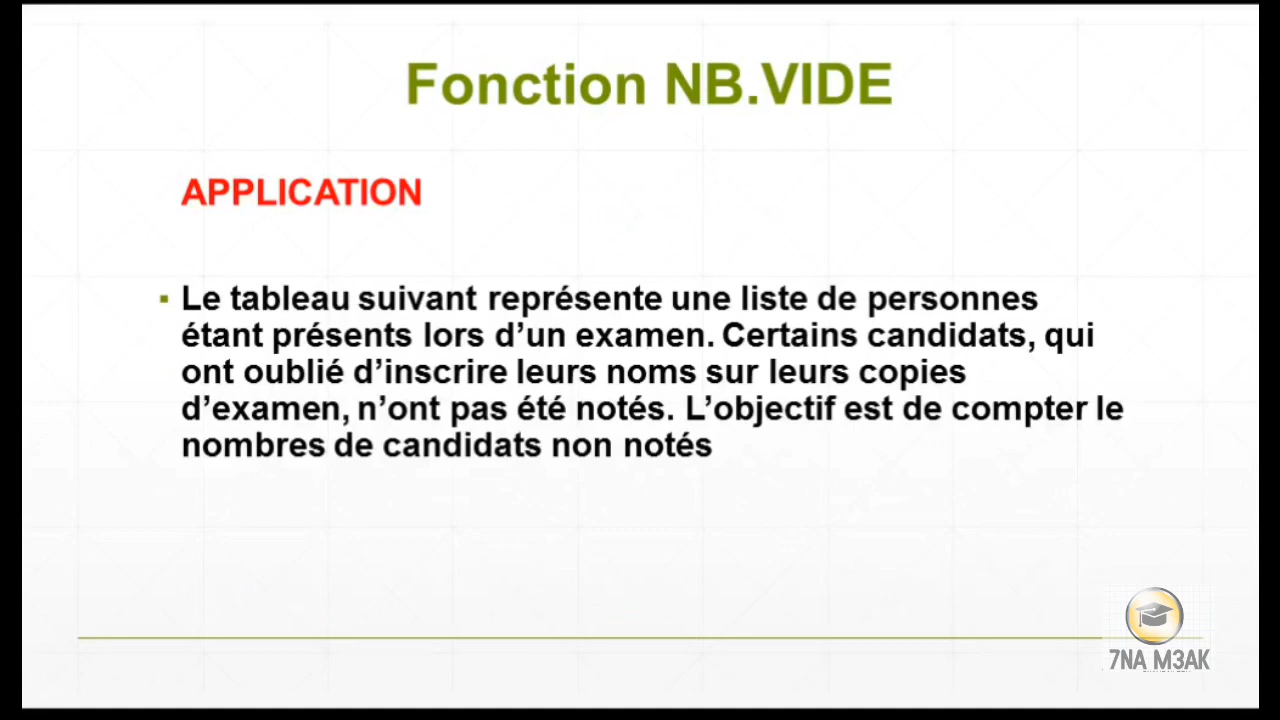 Fonction NB.VIDE
APPLICATION
▪ Le tableau suivant représente une liste de personnes
étant présents lors d’un examen. Certains candidats, qui
ont oublié d’inscrire leurs noms sur leurs copies
d’examen, n’ont pas été notés. L’objectif est de compter le
nombres de candidats non notés
7NA M3AK